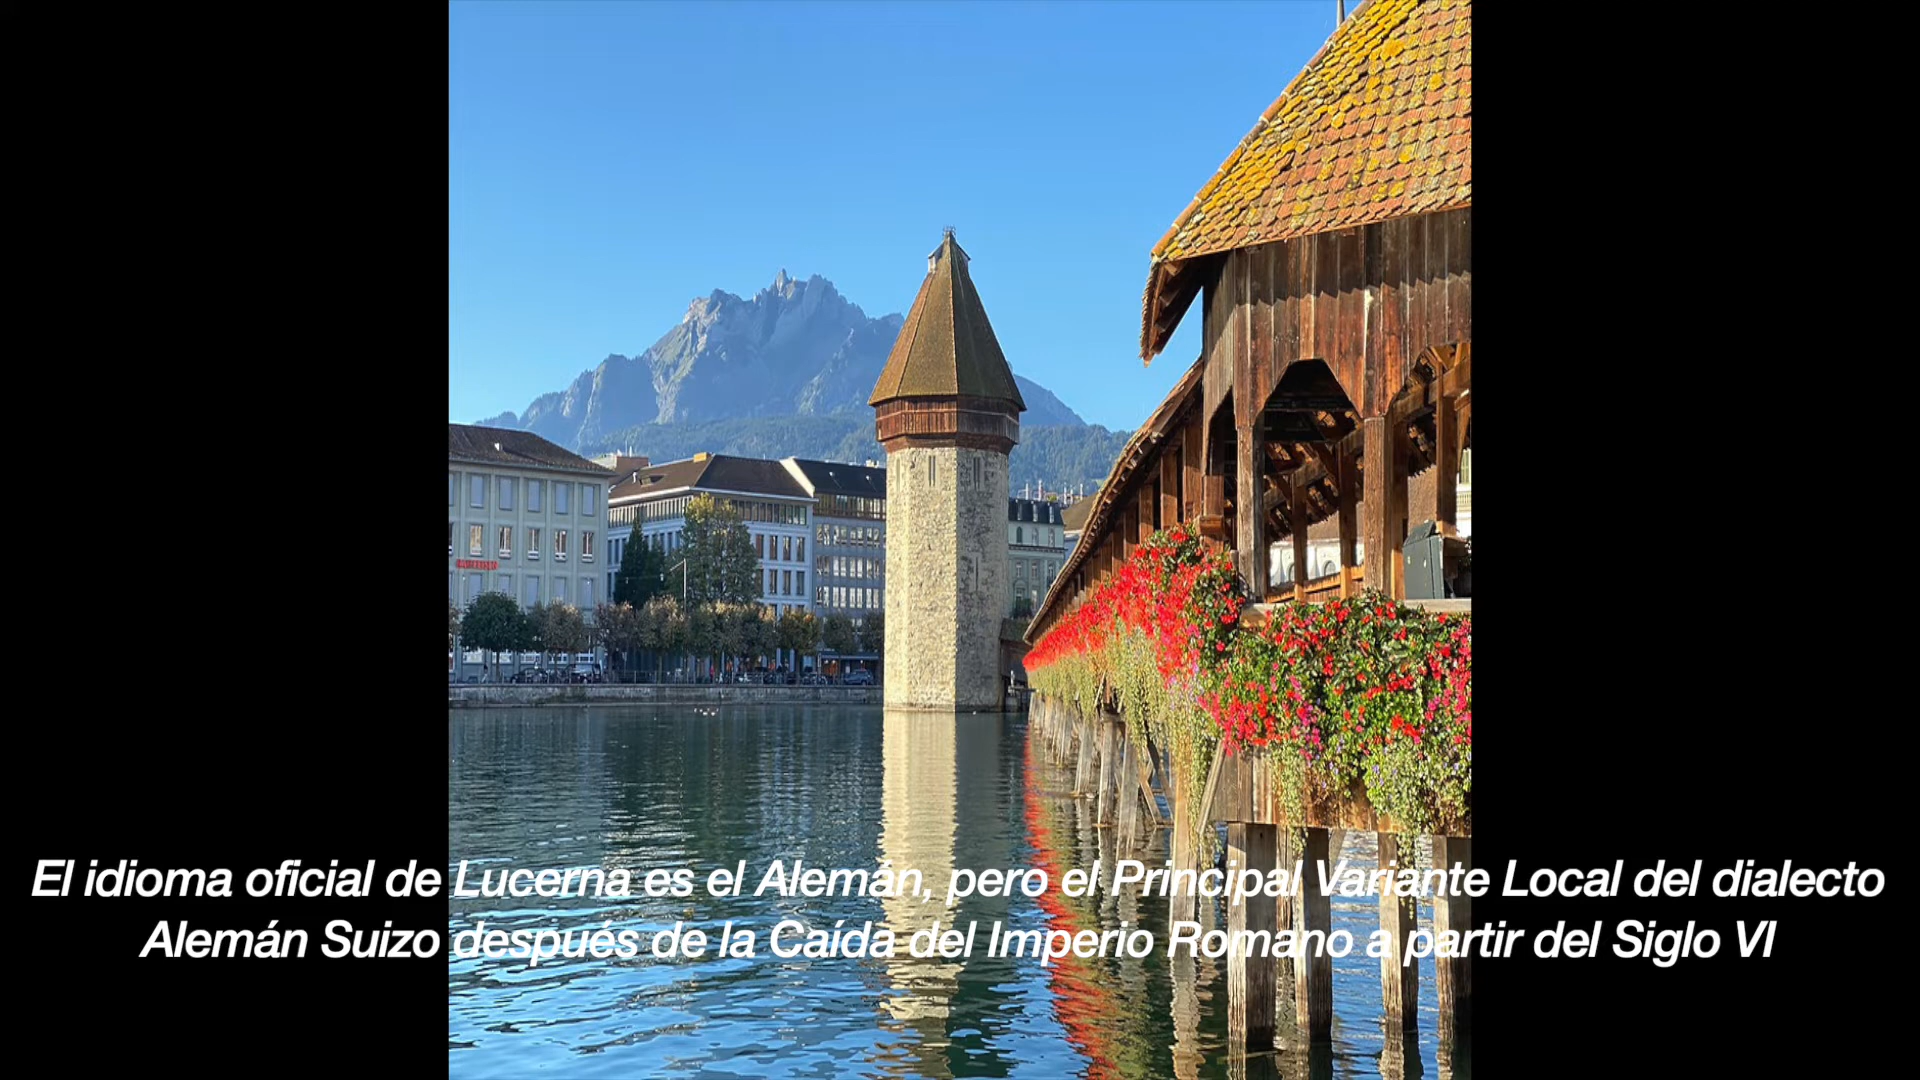 El idioma oficial de Lucerna es el Alemán, pero el Principal Variante Local del dialecto
Alemán Suizo después de la Caída del Imperio Romano a partir del Siglo VI